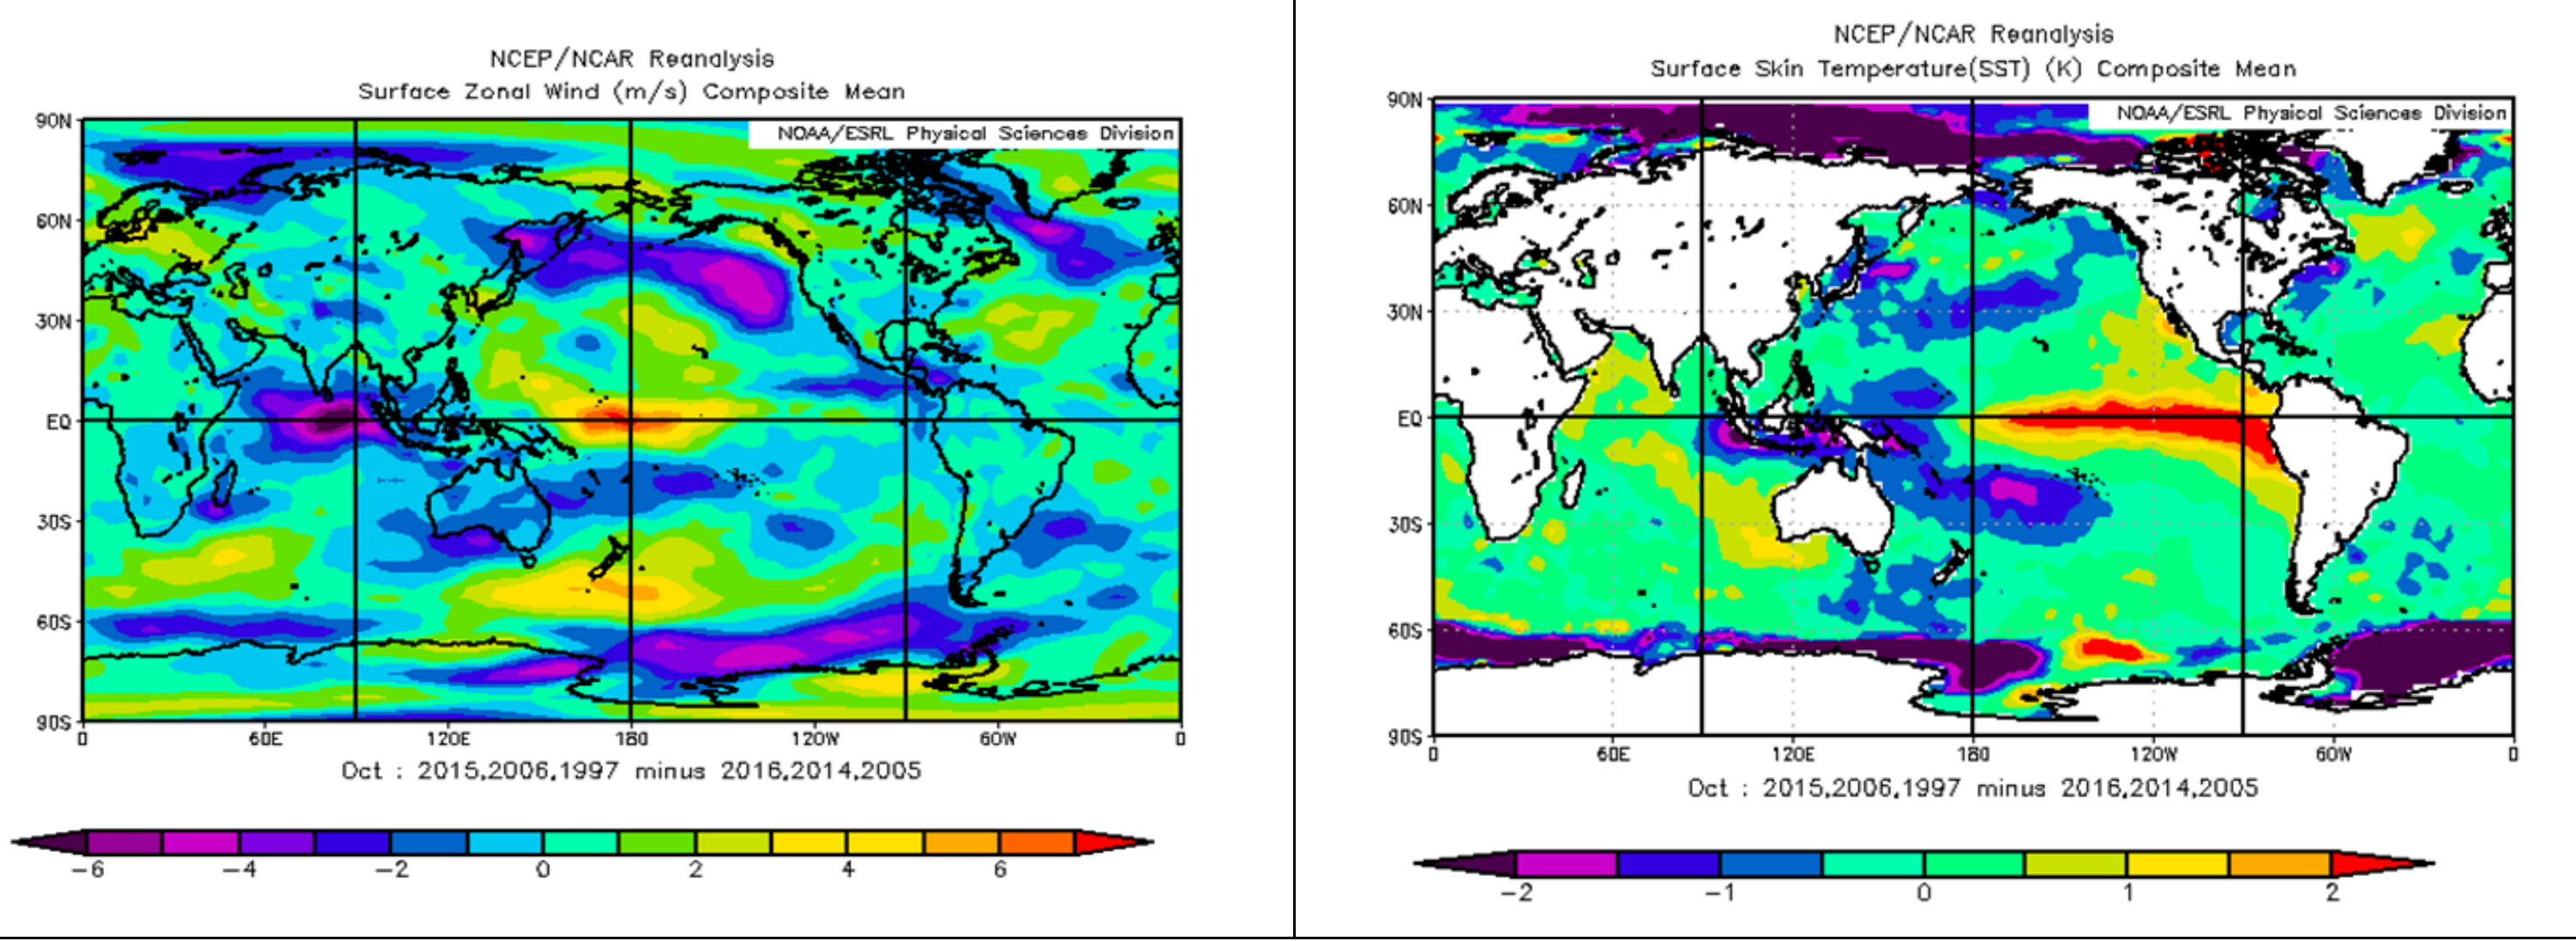 NCEP/NCAR Reanalysis
Surface Zonal Wind (m/s) Composite Mean
NOAA/ESRL Physical Sciences Division
90N
60N
30N
EQ
30S
60S
90S
0 60E 120E 180 120W 60W 0
Oct : 2015,2006,1997 minus 2016,2014,2005
−6 −4 −2 0 2 4 6
NCEP/NCAR Reanalysis
Surface Skin Temperature(SST) (K) Composite Mean
NOAA/ESRL Physical Sciences Division
90N
60N
30N
EQ
30S
60S
90S
0 60E 120E 180 120W 60W 0
Oct : 2015,2006,1997 minus 2016,2014,2005
−2 −1 0 1 2